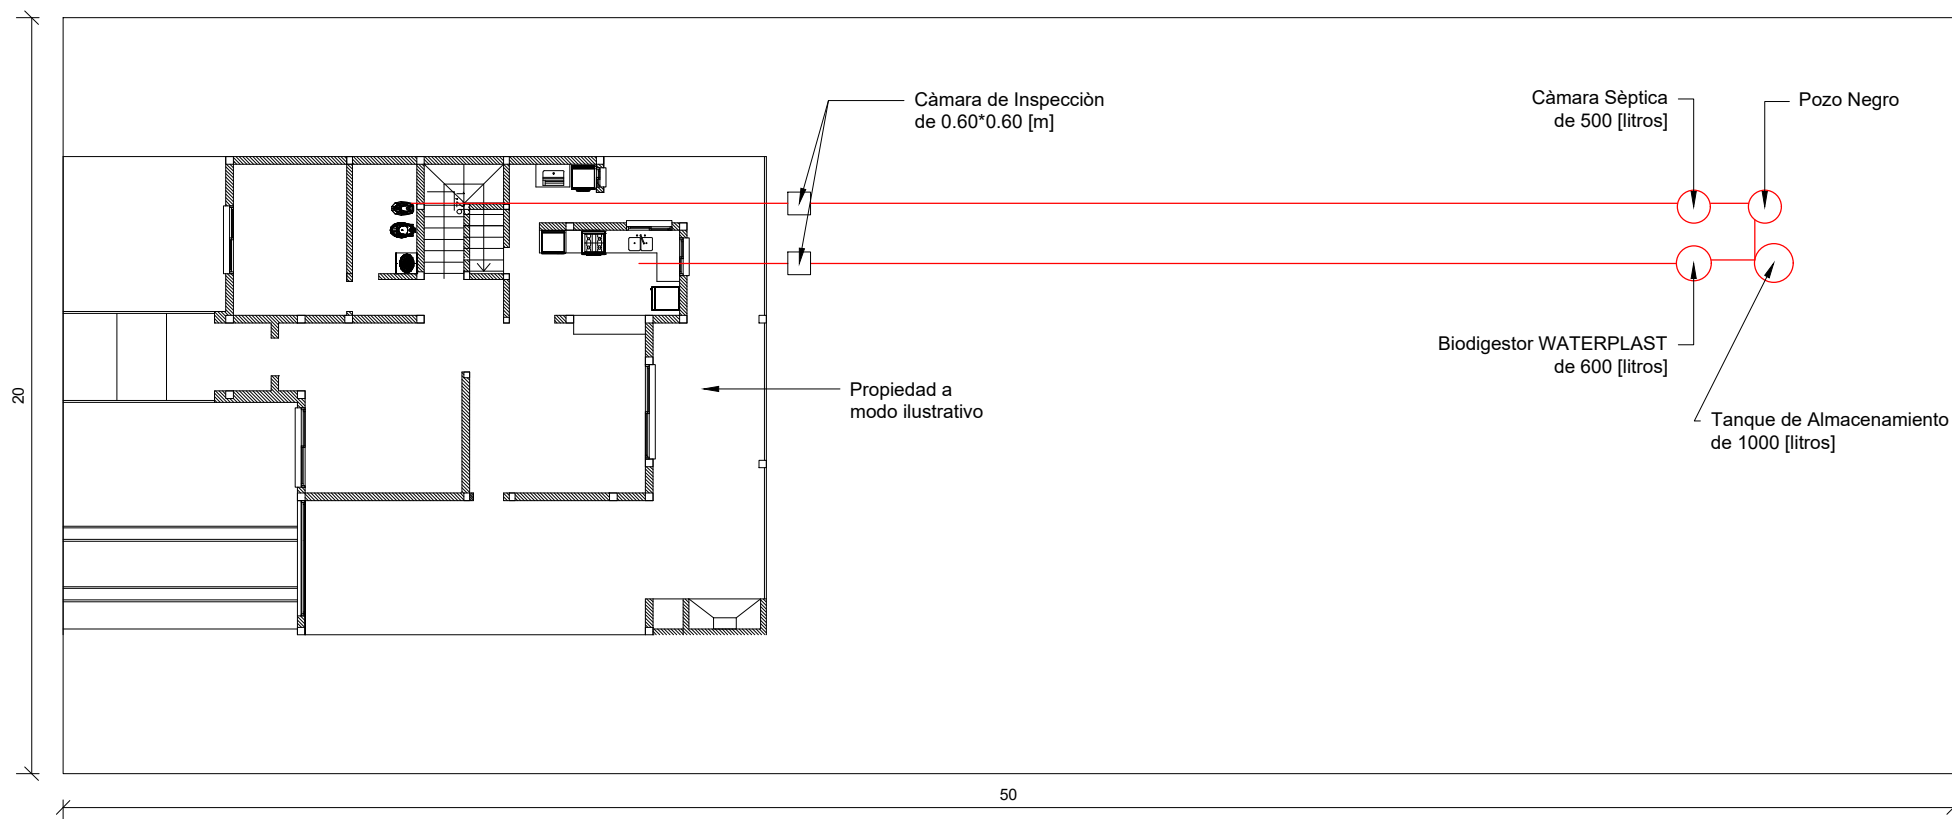 Càmara de Inspecciòn
de 0.60*0.60 [m]
Càmara Sèptica
de 500 [litros]
Pozo Negro
Biodigestor WATERPLAST
de 600 [litros]
Propiedad a
modo ilustrativo
Tanque de Almacenamiento
de 1000 [litros]
20
50